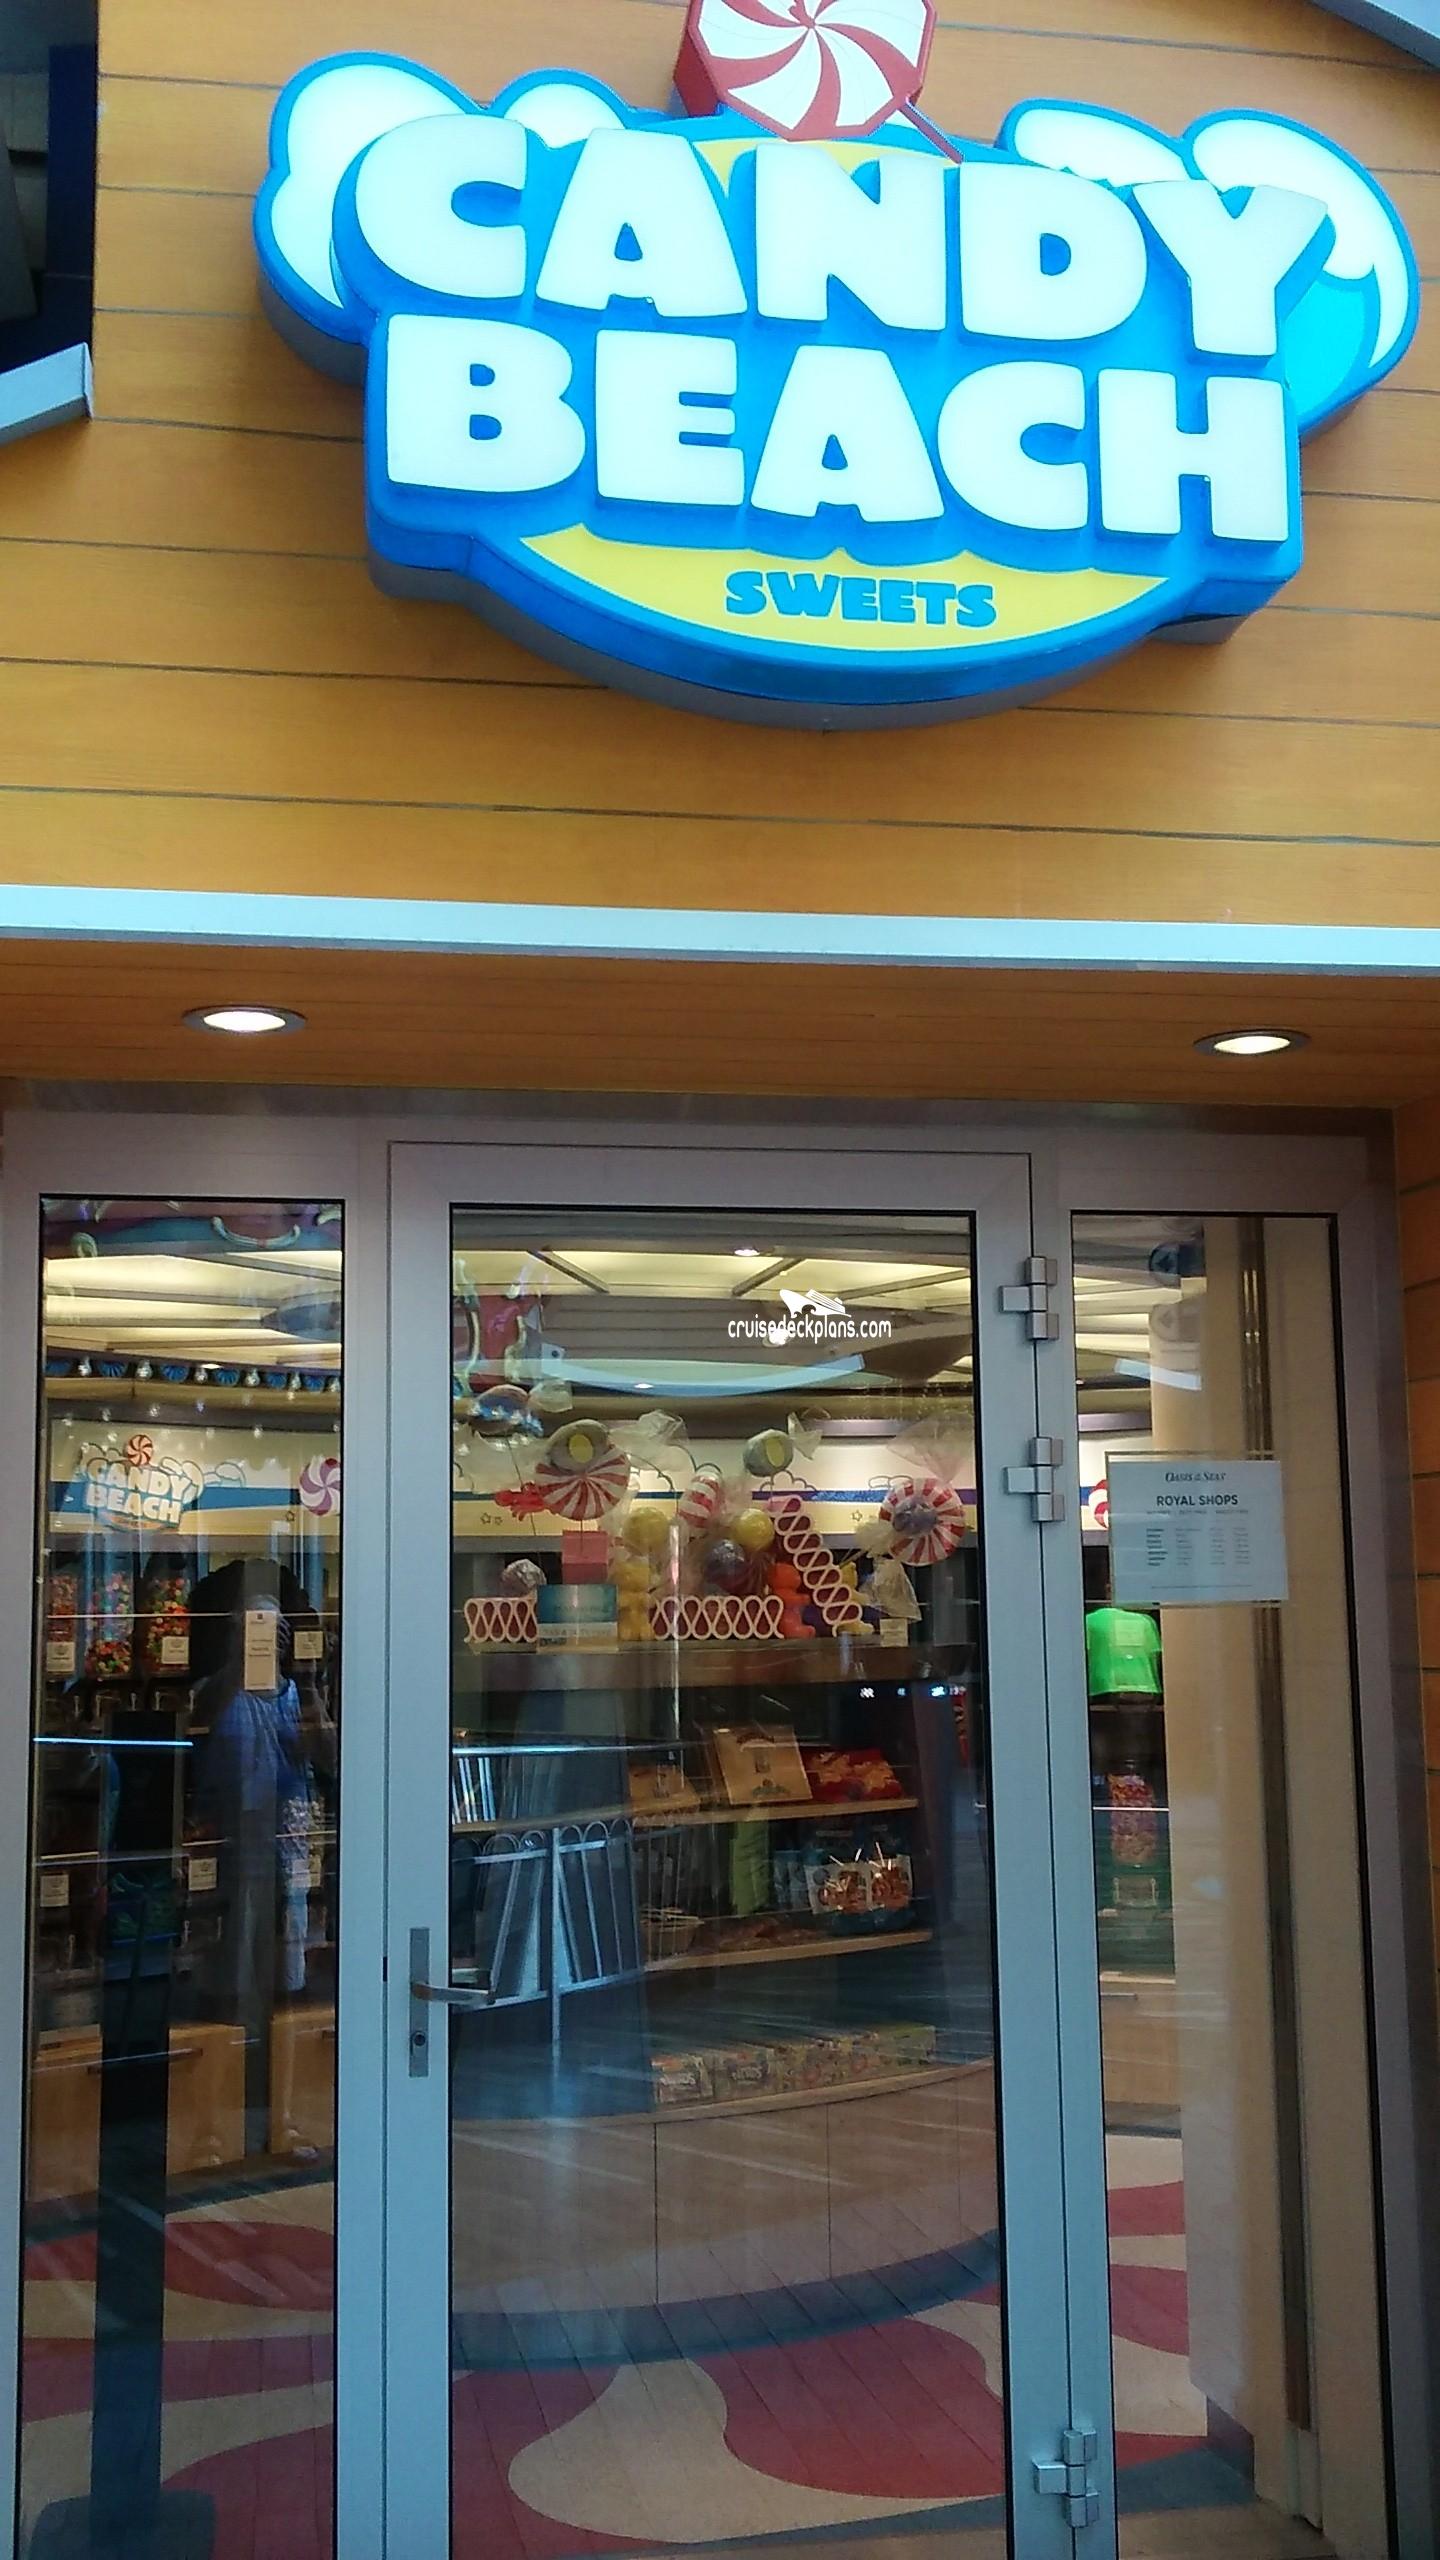 CANDY
BEACH
SWEETS
cruisedeckplans.com
CANDY
BEACH
OASIS OF THE SEAS
ROYAL SHOPS